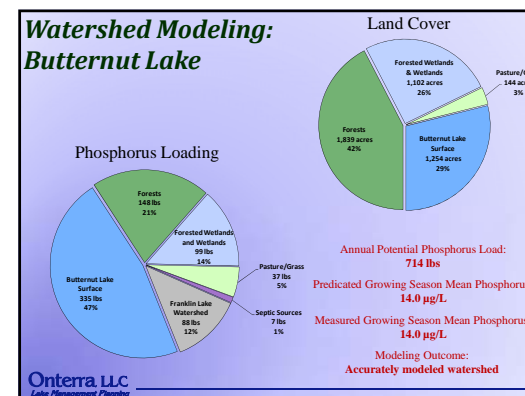 Watershed Modeling:
Butternut Lake
Land Cover
Forested Wetlands
& Wetlands
1,102 acres
26%
144
3%
Forests
1,839 acres
42%
Butternut Lake
Surface
1,254 acres
29%
Phosphorus Loading
Forests
148 lbs
21%
Forested Wetlands
and Wetlands
99 lbs
14%
Pasture/Grass
37 lbs
5%
Butternut Lake
Surface
335 lbs
47%
Septic Sources
7 lbs
1%
Franklin Lake
Watershed
88 lbs
12%
Annual Potential Phosphorus Load:
714 lbs
Predicated Growing Season Mean Phosphorus
14.0 µg/L
Measured Growing Season Mean Phosphorus
14.0 µg/L
Modeling Outcome:
Accurately modeled watershed
Onterra LLC
Lake Management Planning